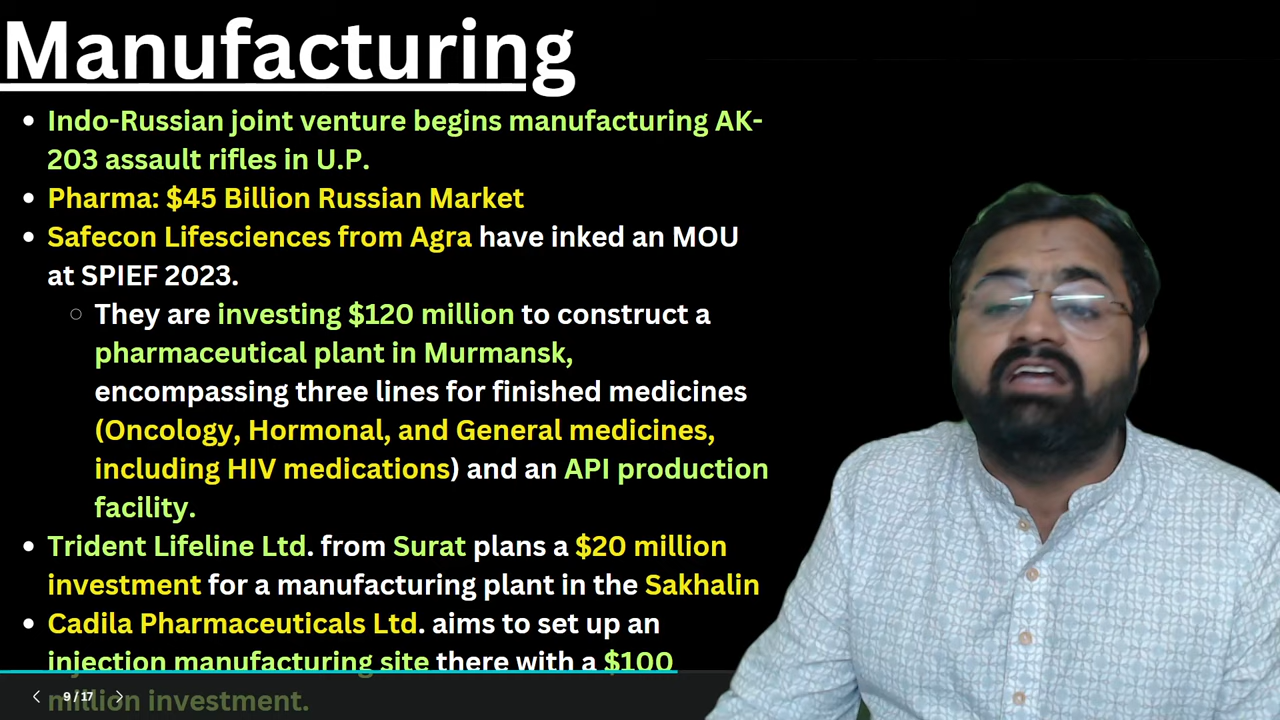 Manufacturing
Indo-Russian joint venture begins manufacturing AK-
203 assault rifles in U.P.
Pharma: $45 Billion Russian Market
Safecon Lifesciences from Agra have inked an MOU
at SPIEF 2023.
They are investing $120 million to construct a
pharmaceutical plant in Murmansk,
encompassing three lines for finished medicines
(Oncology, Hormonal, and General medicines,
including HIV medications) and an API production
facility.
Trident Lifeline Ltd. from Surat plans a $20 million
investment for a manufacturing plant in the Sakhalin
Cadila Pharmaceuticals Ltd. aims to set up an
injection manufacturing site there with a $100
million investment.
9 / 17